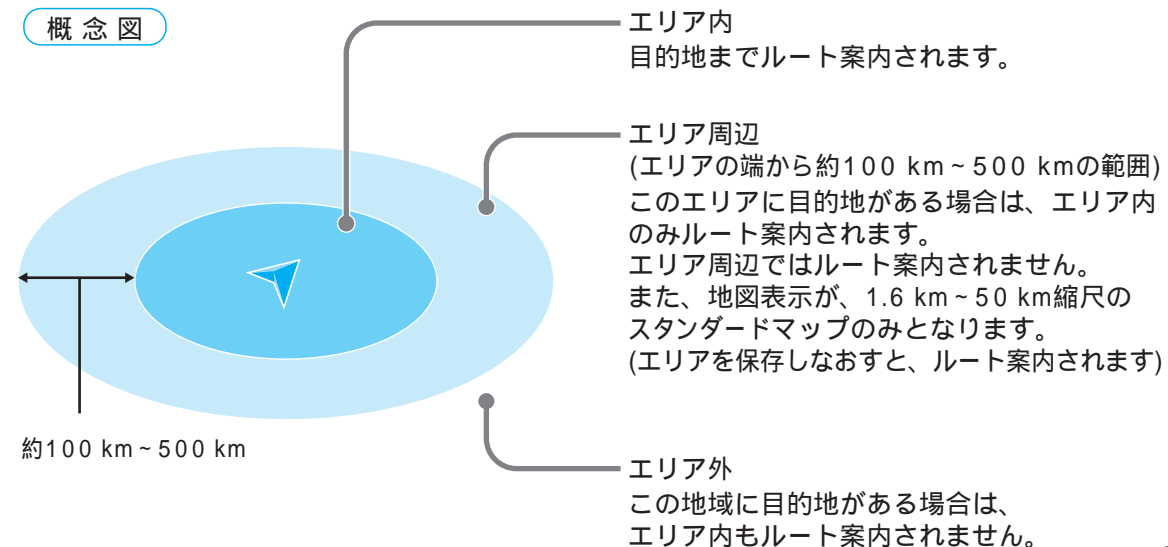 概念図
エリア内
目的地までルート案内されます。
エリア周辺
(エリアの端から約100 km~500 kmの範囲)
このエリアに目的地がある場合は、エリア内
のみルート案内されます。
エリア周辺ではルート案内されません。
また、地図表示が、1.6 km~50 km縮尺の
スタンダードマップのみとなります。
(エリアを保存しなおすと、ルート案内されます)
約100 km~500 km
エリア外
この地域に目的地がある場合は、
エリア内もルート案内されません。